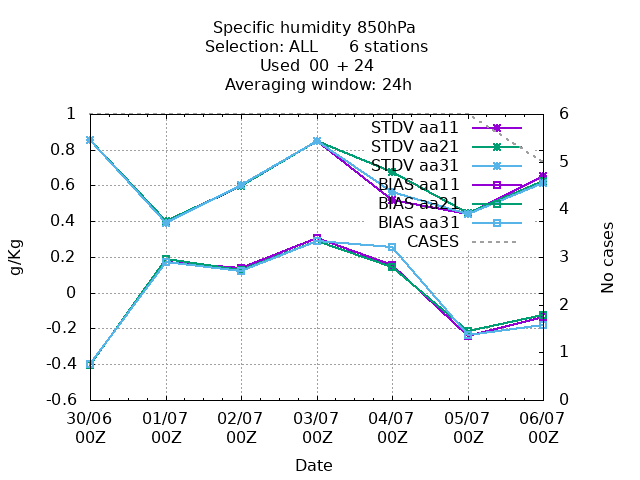 Specific humidity 850hPa
Selection: ALL 6 stations
Used 00 + 24
Averaging window: 24h
1
0.8
0.6
0.4
0.2
0
-0.2
-0.4
-0.6
g/Kg
6
5
4
3
2
1
0
No cases
STDV aa11
STDV aa21
STDV aa31
BIAS aa11
BIAS aa21
BIAS aa31
CASES
30/06 01/07 02/07 03/07 04/07 05/07 06/07
00Z 00Z 00Z 00Z 00Z 00Z 00Z
Date